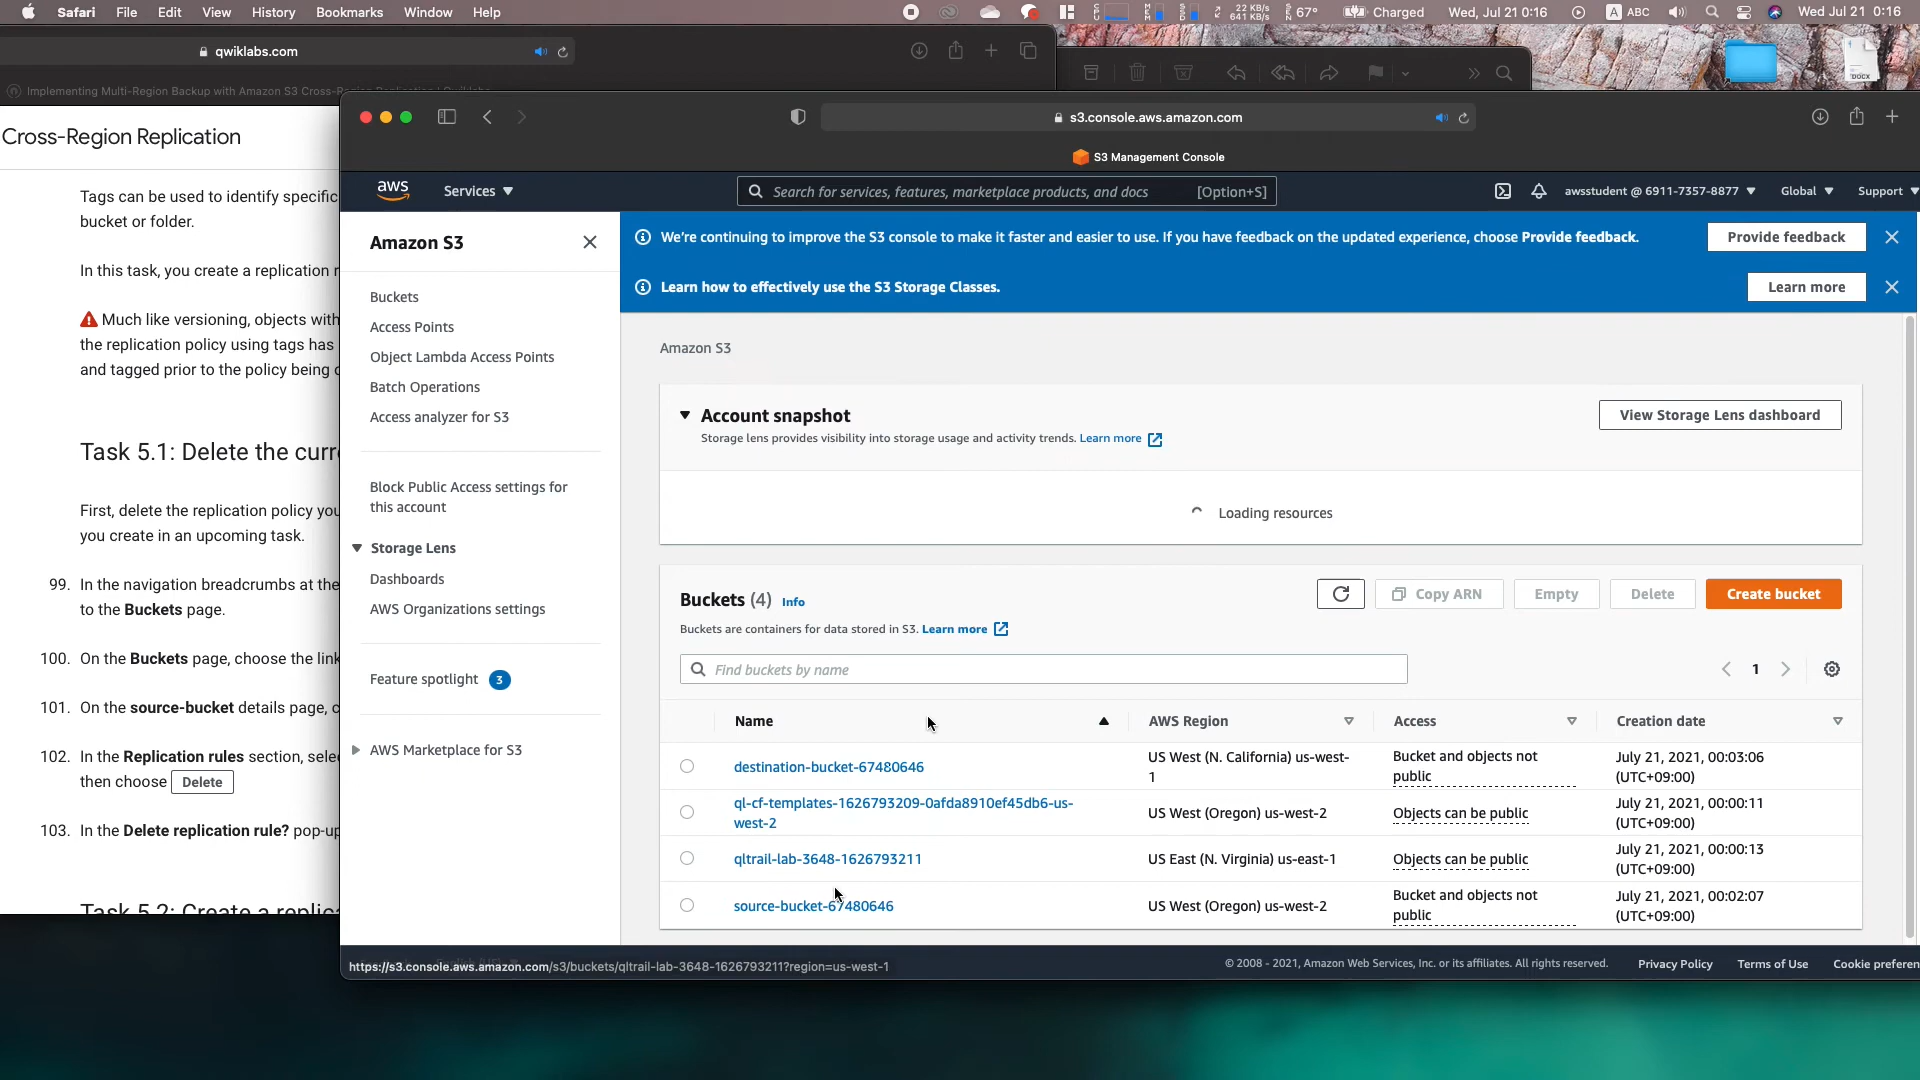 Safari File Edit View History Bookmarks Window Help
22 KB/s
641 KB/s
67° Charged Wed, Jul 21 0:16 A ABC Wed Jul 21 0:16
qwiklabs.com
Implementing Multi-Region Backup with Amazon S3 Cross-Region Replication | Qwiklabs
DOCX
s3.console.aws.amazon.com
S3 Management Console
Cross-Region Replication
Tags can be used to identify specific
bucket or folder.
In this task, you create a replication r
Much like versioning, objects with
the replication policy using tags has
and tagged prior to the policy being c
Task 5.1: Delete the curr
First, delete the replication policy you
you create in an upcoming task.
99. In the navigation breadcrumbs at the
to the Buckets page.
100. On the Buckets page, choose the link
101. On the source-bucket details page, c
102. In the Replication rules section, sele
then choose Delete
103. In the Delete replication rule? pop-up
Task 5.2: Create a replic
aws Services Search for services, features, marketplace products, and docs [Option+S] awsstudent @ 6911-7357-8877 Global Support
Amazon S3
Buckets
Access Points
Object Lambda Access Points
Batch Operations
Access analyzer for S3
Block Public Access settings for
this account
Storage Lens
Dashboards
AWS Organizations settings
Feature spotlight 3
AWS Marketplace for S3
We're continuing to improve the S3 console to make it faster and easier to use. If you have feedback on the updated experience, choose Provide feedback. Provide feedback
Learn how to effectively use the S3 Storage Classes. Learn more
Amazon S3
Account snapshot View Storage Lens dashboard
Storage lens provides visibility into storage usage and activity trends. Learn more
Loading resources
Buckets (4) Info Copy ARN Empty Delete Create bucket
Buckets are containers for data stored in S3. Learn more
Find buckets by name 1
Name AWS Region Access Creation date
destination-bucket-67480646 US West (N. California) us-west-
1 Bucket and objects not
public July 21, 2021, 00:03:06
(UTC+09:00)
ql-cf-templates-1626793209-0afda8910ef45db6-us-
west-2 US West (Oregon) us-west-2 Objects can be public July 21, 2021, 00:00:11
(UTC+09:00)
qltrail-lab-3648-1626793211 US East (N. Virginia) us-east-1 Objects can be public July 21, 2021, 00:00:13
(UTC+09:00)
source-bucket-67480646 US West (Oregon) us-west-2 Bucket and objects not
public July 21, 2021, 00:02:07
(UTC+09:00)
https://s3.console.aws.amazon.com/s3/buckets/qltrail-lab-3648-1626793211?region=us-west-1
© 2008 - 2021, Amazon Web Services, Inc. or its affiliates. All rights reserved. Privacy Policy Terms of Use Cookie preferen